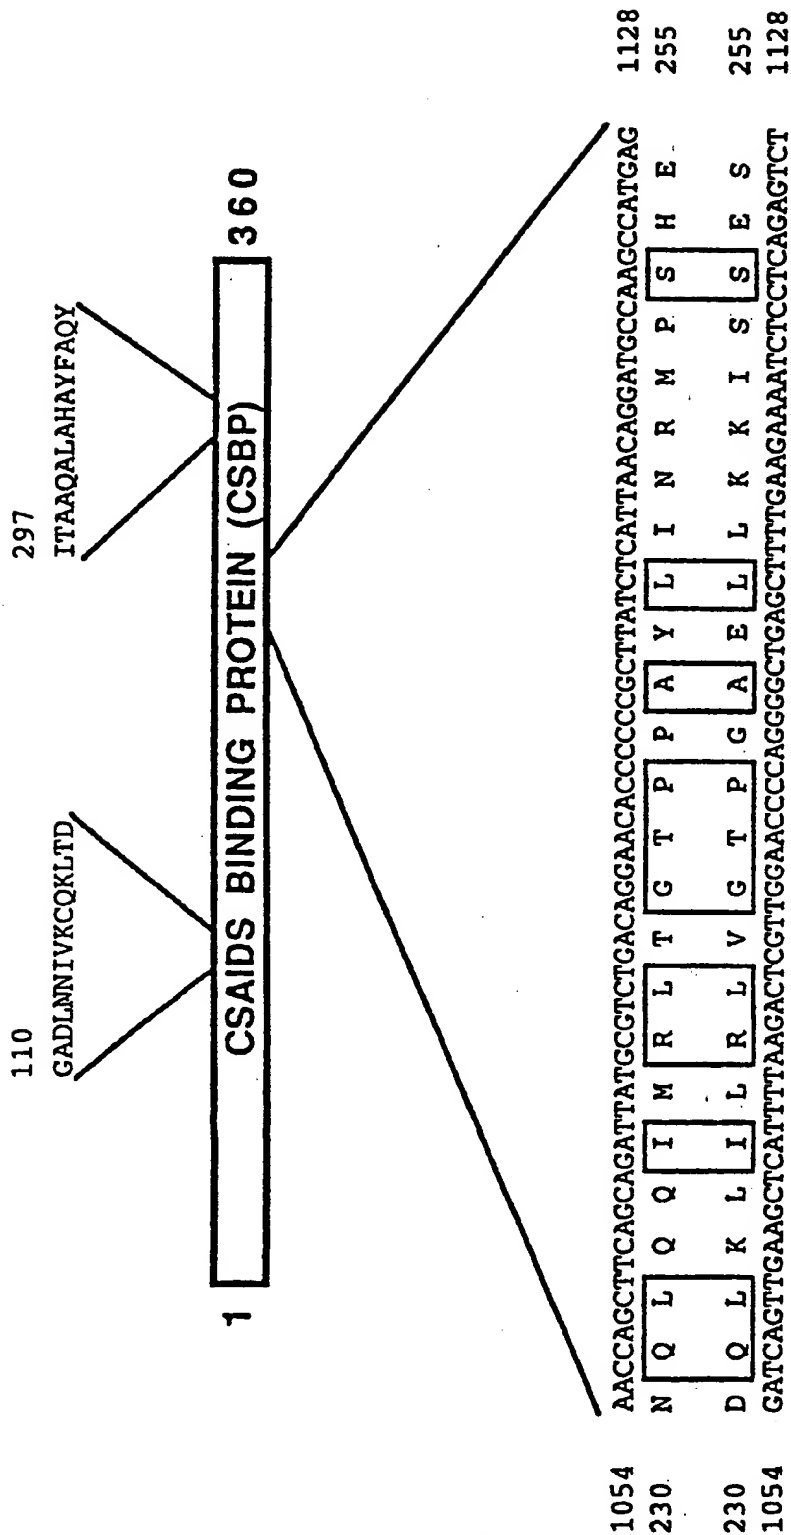 110
GADLNNIVKCQKLTD
297
ITAAQALAHAYFAQY
1 CSAIDS BINDING PROTEIN (CSBP) 360
1054 AACCAGCTTCAGCAGATTATGCGTCTGACAGGAACACCCCCCGCTTATCTCATTAACAGGATGCCAAGCCATGAG 1128
230 N Q L Q Q I M R L T G T P P A Y L I N R M P S H E 255
230 D Q L K L I L R L V G T P G A E L L K K I S S E S 255
1054 GATCAGTTGAAGCTCATTTTAAGACTCGTTGGAACCCCAGGGGCTGAGCTTTTGAAGAAAATCTCCTCAGAGTCT 1128